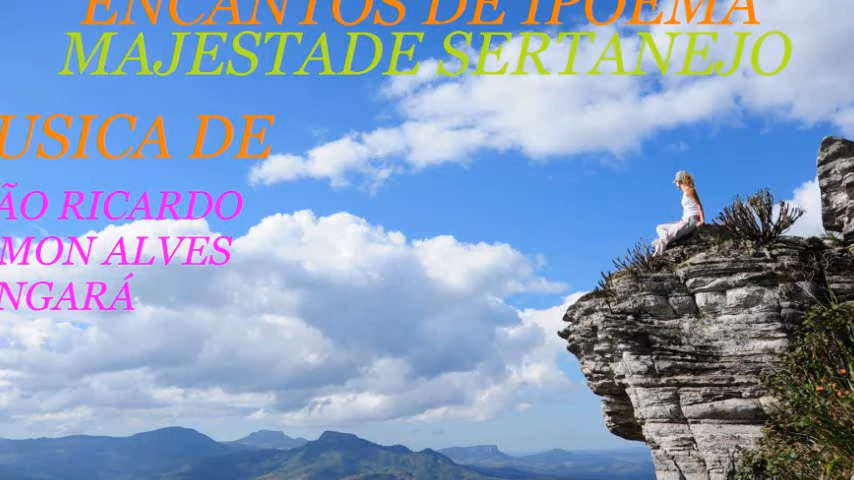 ENCANTOS DE IPOEMA
MAJESTADE SERTANEJO
USICA DE
ÃO RICARDO
MON ALVES
NGARÁ